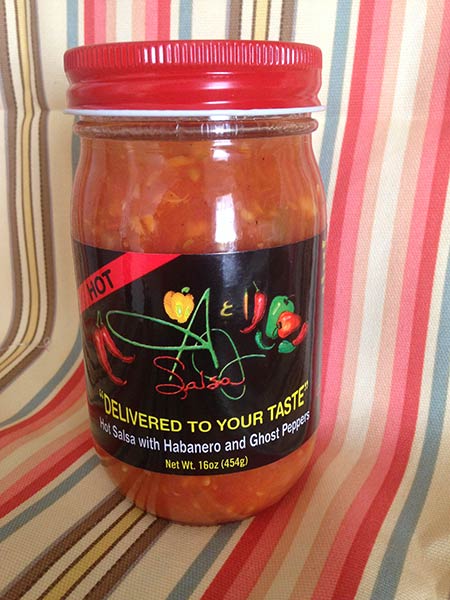 HOT
A & J
Salsa
"DELIVERED TO YOUR TASTE"
Hot Salsa with Habanero and Ghost Peppers
Net Wt. 16oz (454g)